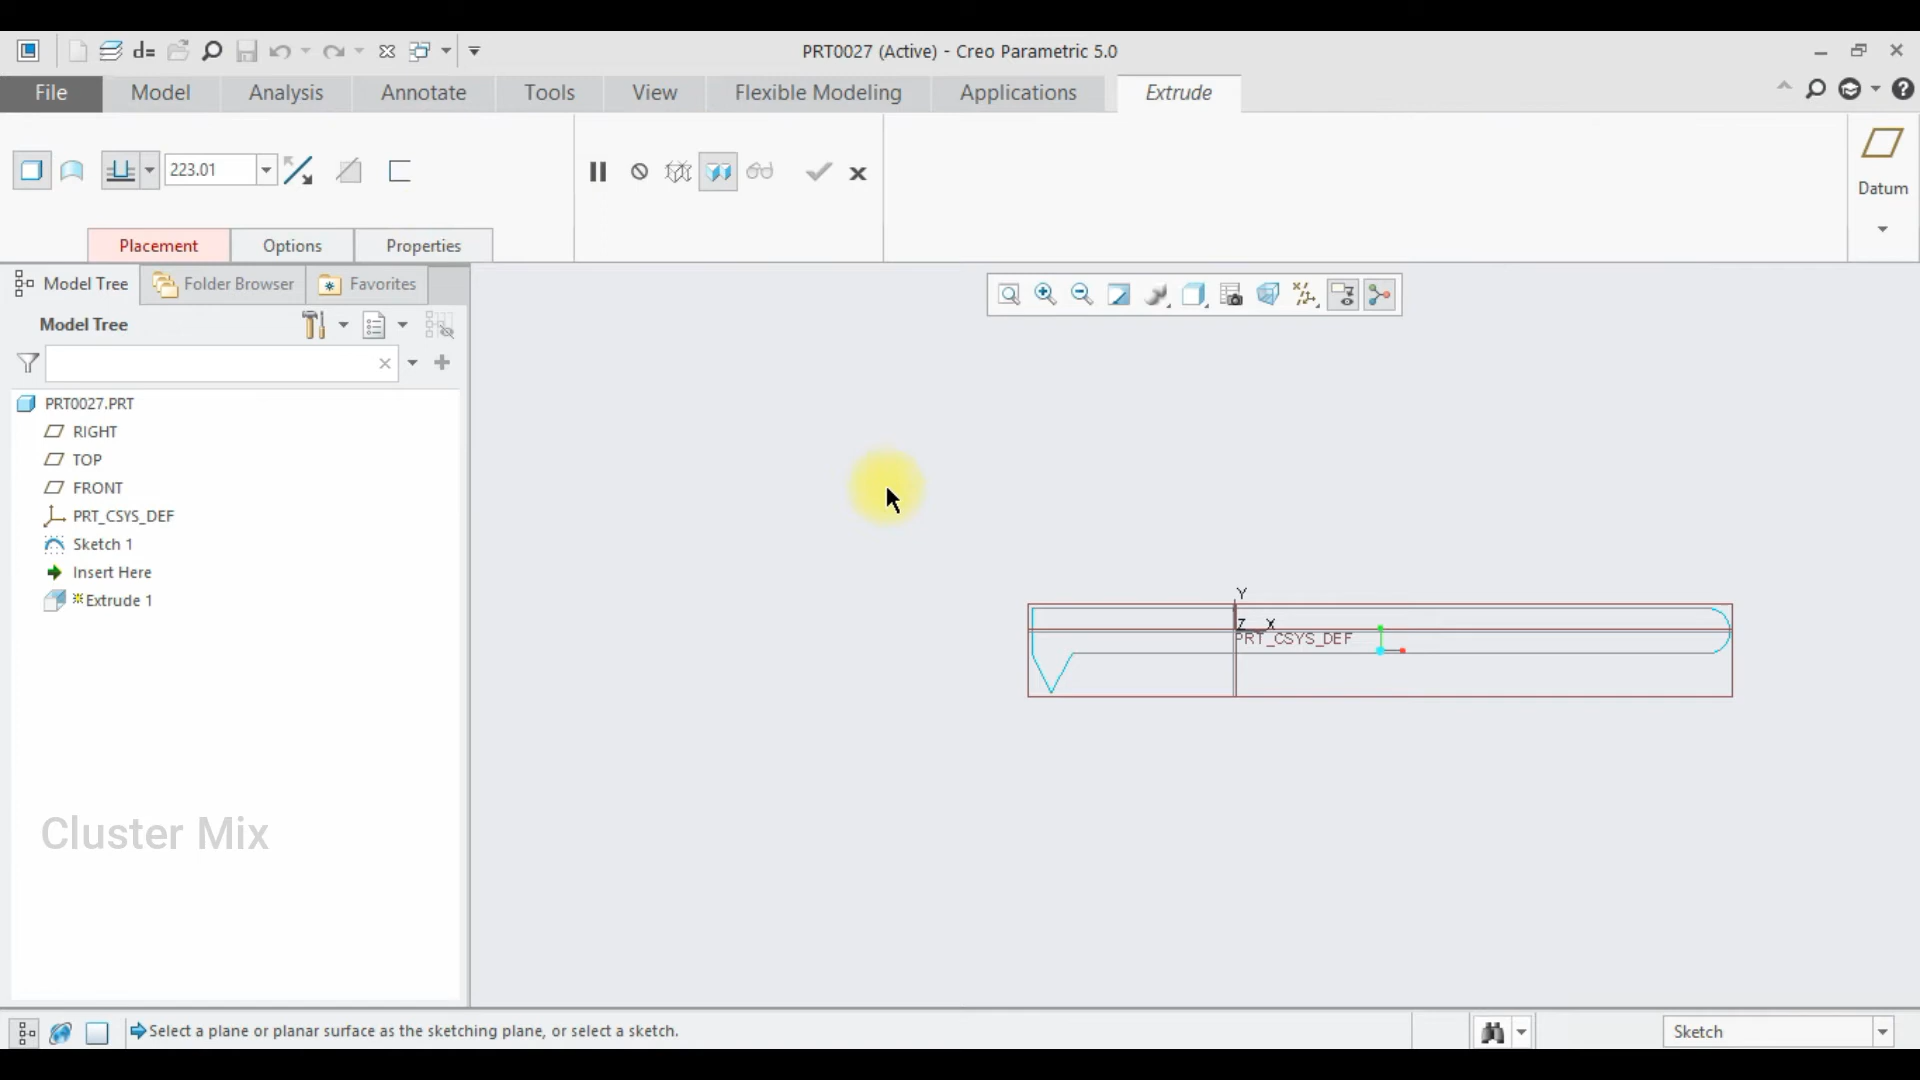 d=
PRT0027 (Active) - Creo Parametric 5.0
File Model Analysis Annotate Tools View Flexible Modeling Applications Extrude
223.01
Datum
Placement Options Properties
Model Tree Folder Browser Favorites
Model Tree
PRT0027.PRT
RIGHT
TOP
FRONT
PRT_CSYS_DEF
Sketch 1
Insert Here
Extrude 1
Y
Z X
PRT_CSYS_DEF
Cluster Mix
Select a plane or planar surface as the sketching plane, or select a sketch.
Sketch